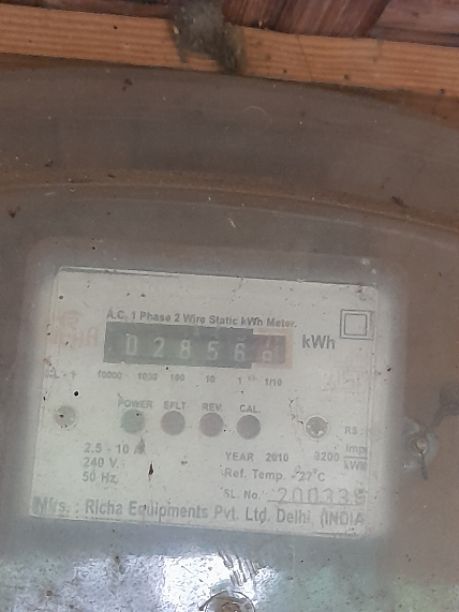 A.C. 1 Phase 2 Wire Static kWh Meter.
02856 kWh
10000 1000 100 10 1 1/10
POWER EFLT REV. CAL.
2.5 - 10 A
240 V.
50 Hz.
YEAR 2010 3200 imp/kWh
Ref. Temp. 27°C
SL. No.
M/s. : Richa Equipments Pvt. Ltd. Delhi (INDIA